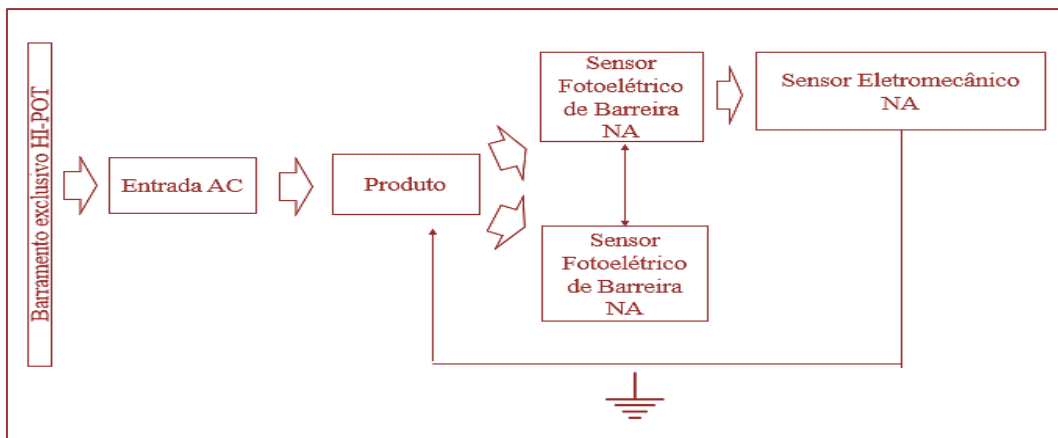 Barramento exclusivo HI-POT
Entrada AC
Produto
Sensor
Fotoelétrico
de Barreira
NA
Sensor Eletromecânico
NA
Sensor
Fotoelétrico
de Barreira
NA